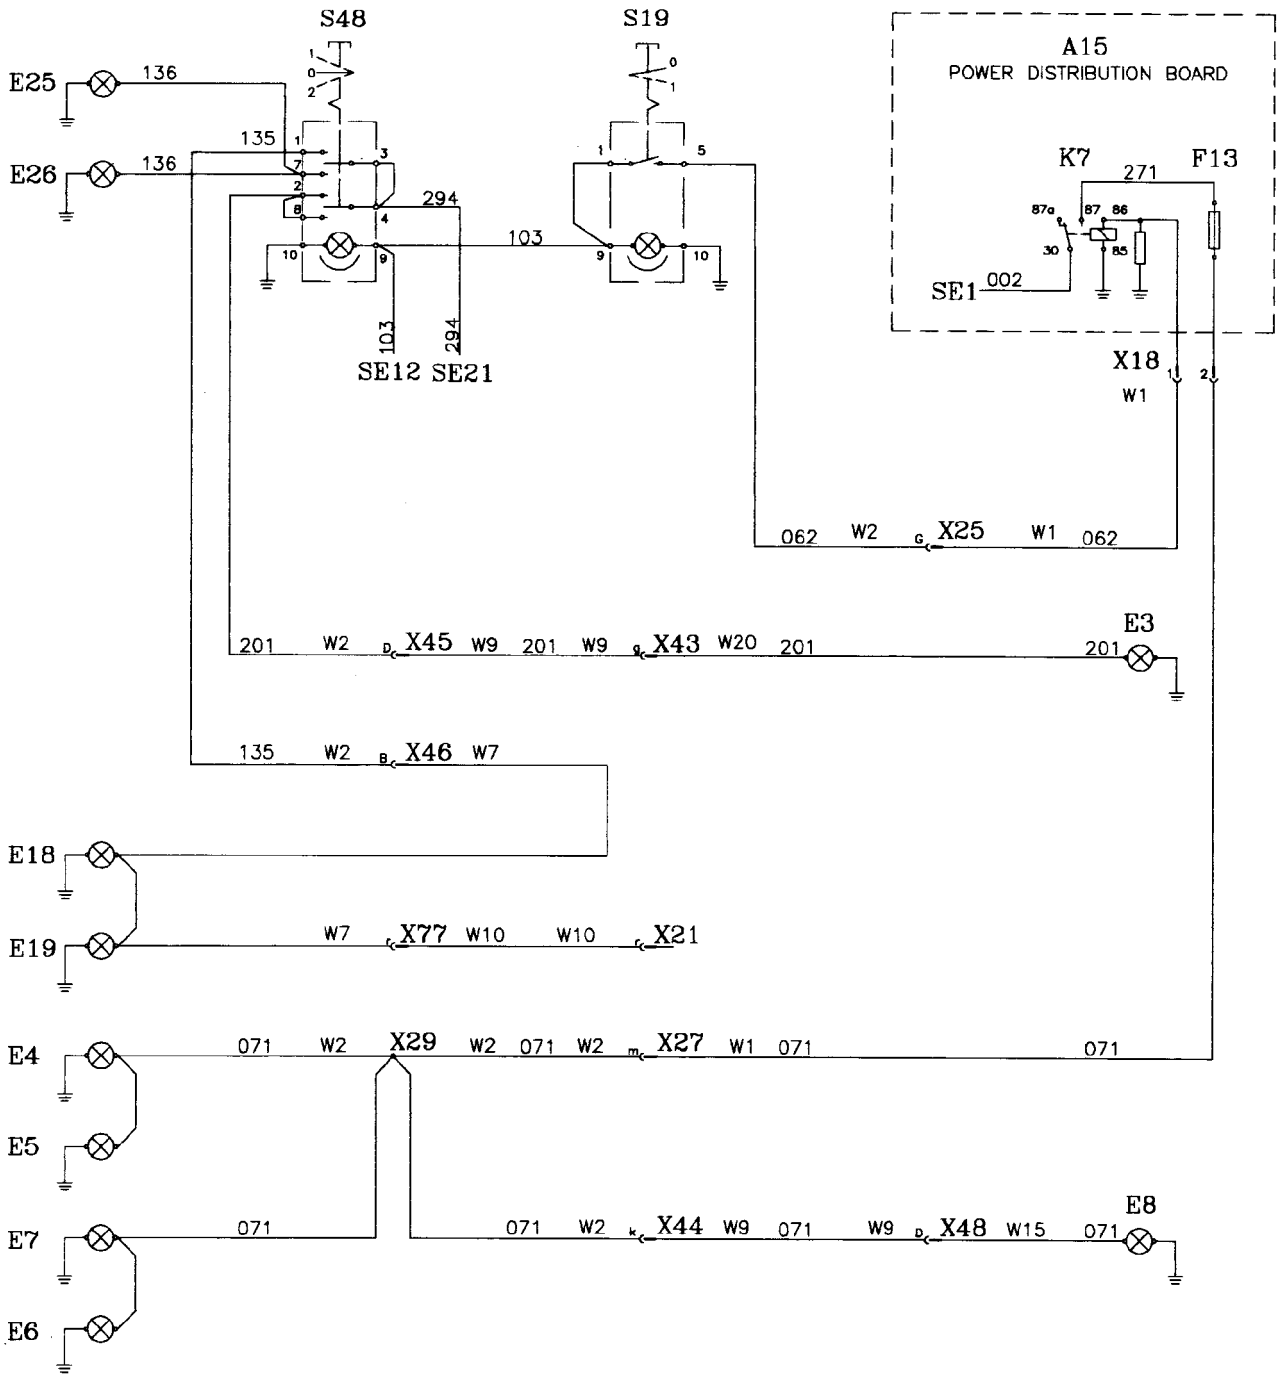 S48
S19
A15
POWER DISTRIBUTION BOARD
1
0
2
0
1
E25
136
135
1
3
7
E26
136
2
8
294
4
1
5
K7
F13
271
87a
87
86
30
85
10
9
103
9
10
SE1
002
103
294
SE12
SE21
X18
1
2
W1
062
W2
G
X25
W1
062
201
W2
D
X45
W9
201
W9
g
X43
W20
201
E3
201
135
W2
B
X46
W7
E18
E19
W7
r
X77
W10
W10
r
X21
E4
071
W2
X29
W2
071
W2
m
X27
W1
071
071
E5
E7
071
071
W2
k
X44
W9
071
W9
D
X48
W15
071
E8
E6